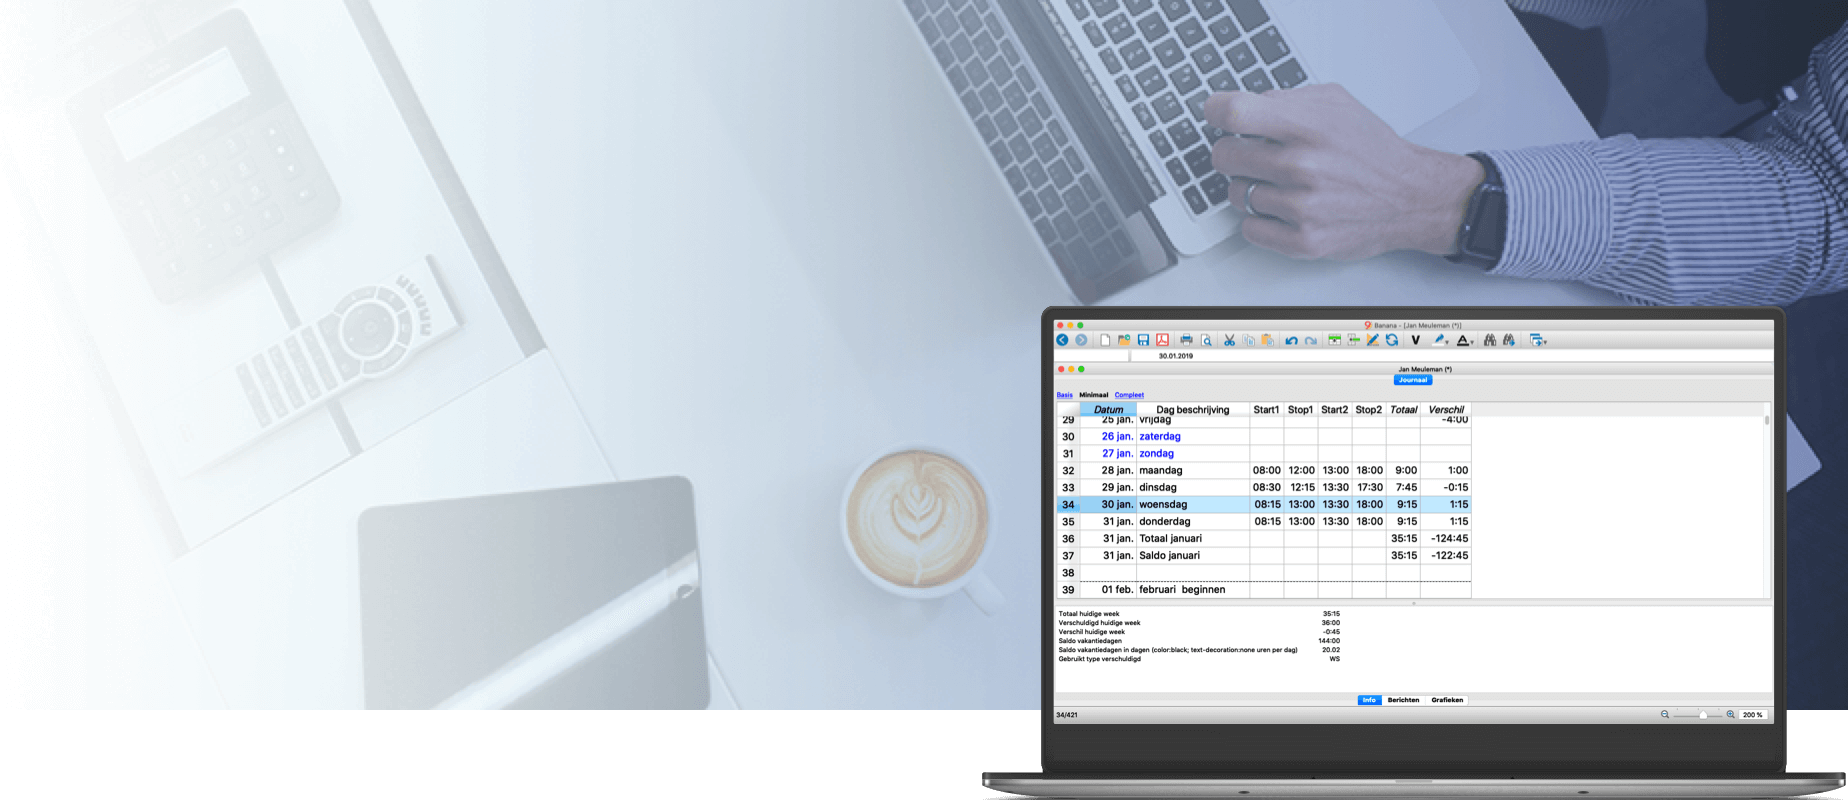 Banana - [Jan Meuleman (*)]
V A
30.01.2019
Jan Meuleman (*)
Journaal
Basis Minimaal Compleet
Datum Dag beschrijving Start1 Stop1 Start2 Stop2 Totaal Verschil
29 25 jan. vrijdag -4:00
30 26 jan. zaterdag
31 27 jan. zondag
32 28 jan. maandag 08:00 12:00 13:00 18:00 9:00 1:00
33 29 jan. dinsdag 08:30 12:15 13:30 17:30 7:45 -0:15
34 30 jan. woensdag 08:15 13:00 13:30 18:00 9:15 1:15
35 31 jan. donderdag 08:15 13:00 13:30 18:00 9:15 1:15
36 31 jan. Totaal januari 35:15 -124:45
37 31 jan. Saldo januari 35:15 -122:45
38
39 01 feb. februari beginnen
Totaal huidige week 35:15
Verschuldigd huidige week 36:00
Verschil huidige week -0:45
Saldo vakantiedagen 144:00
Saldo vakantiedagen in dagen (color:black; text-decoration:none uren per dag) 20.02
Gebruikt type verschuldigd WS
Info Berichten Grafieken
34/421 200 %